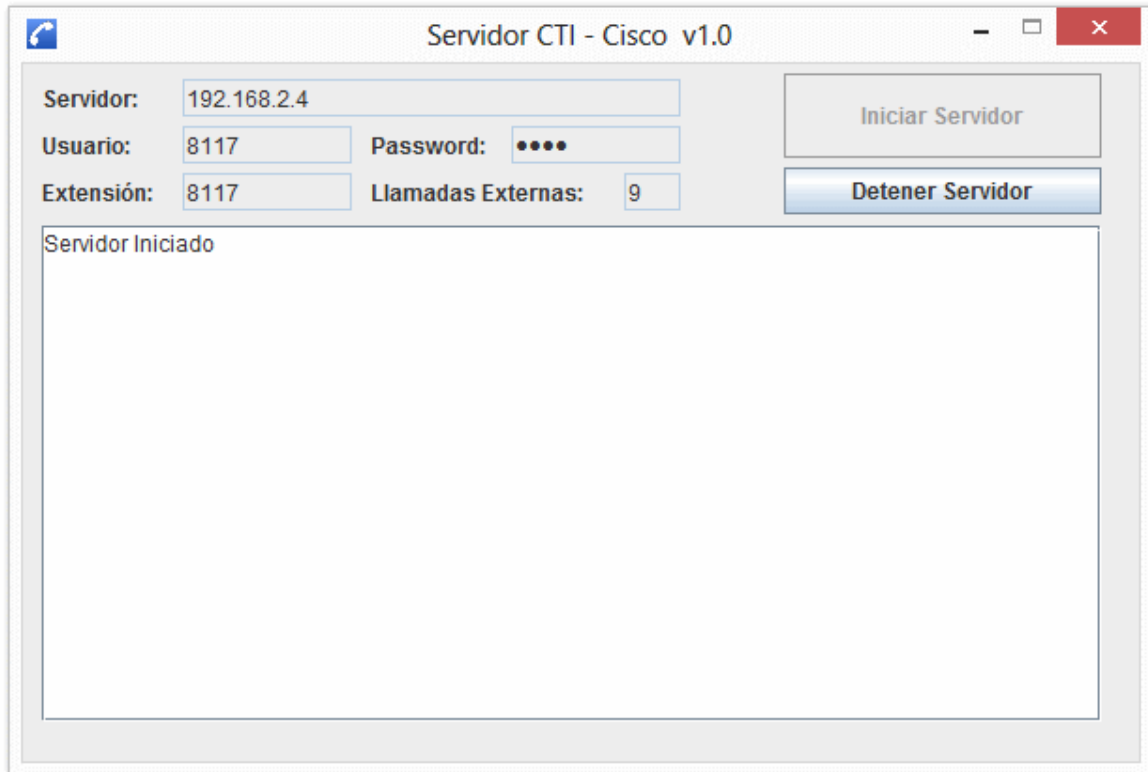 Servidor CTI - Cisco v1.0
Servidor: 192.168.2.4
Iniciar Servidor
Usuario: 8117 Password: ••••
Extensión: 8117 Llamadas Externas: 9
Detener Servidor
Servidor Iniciado